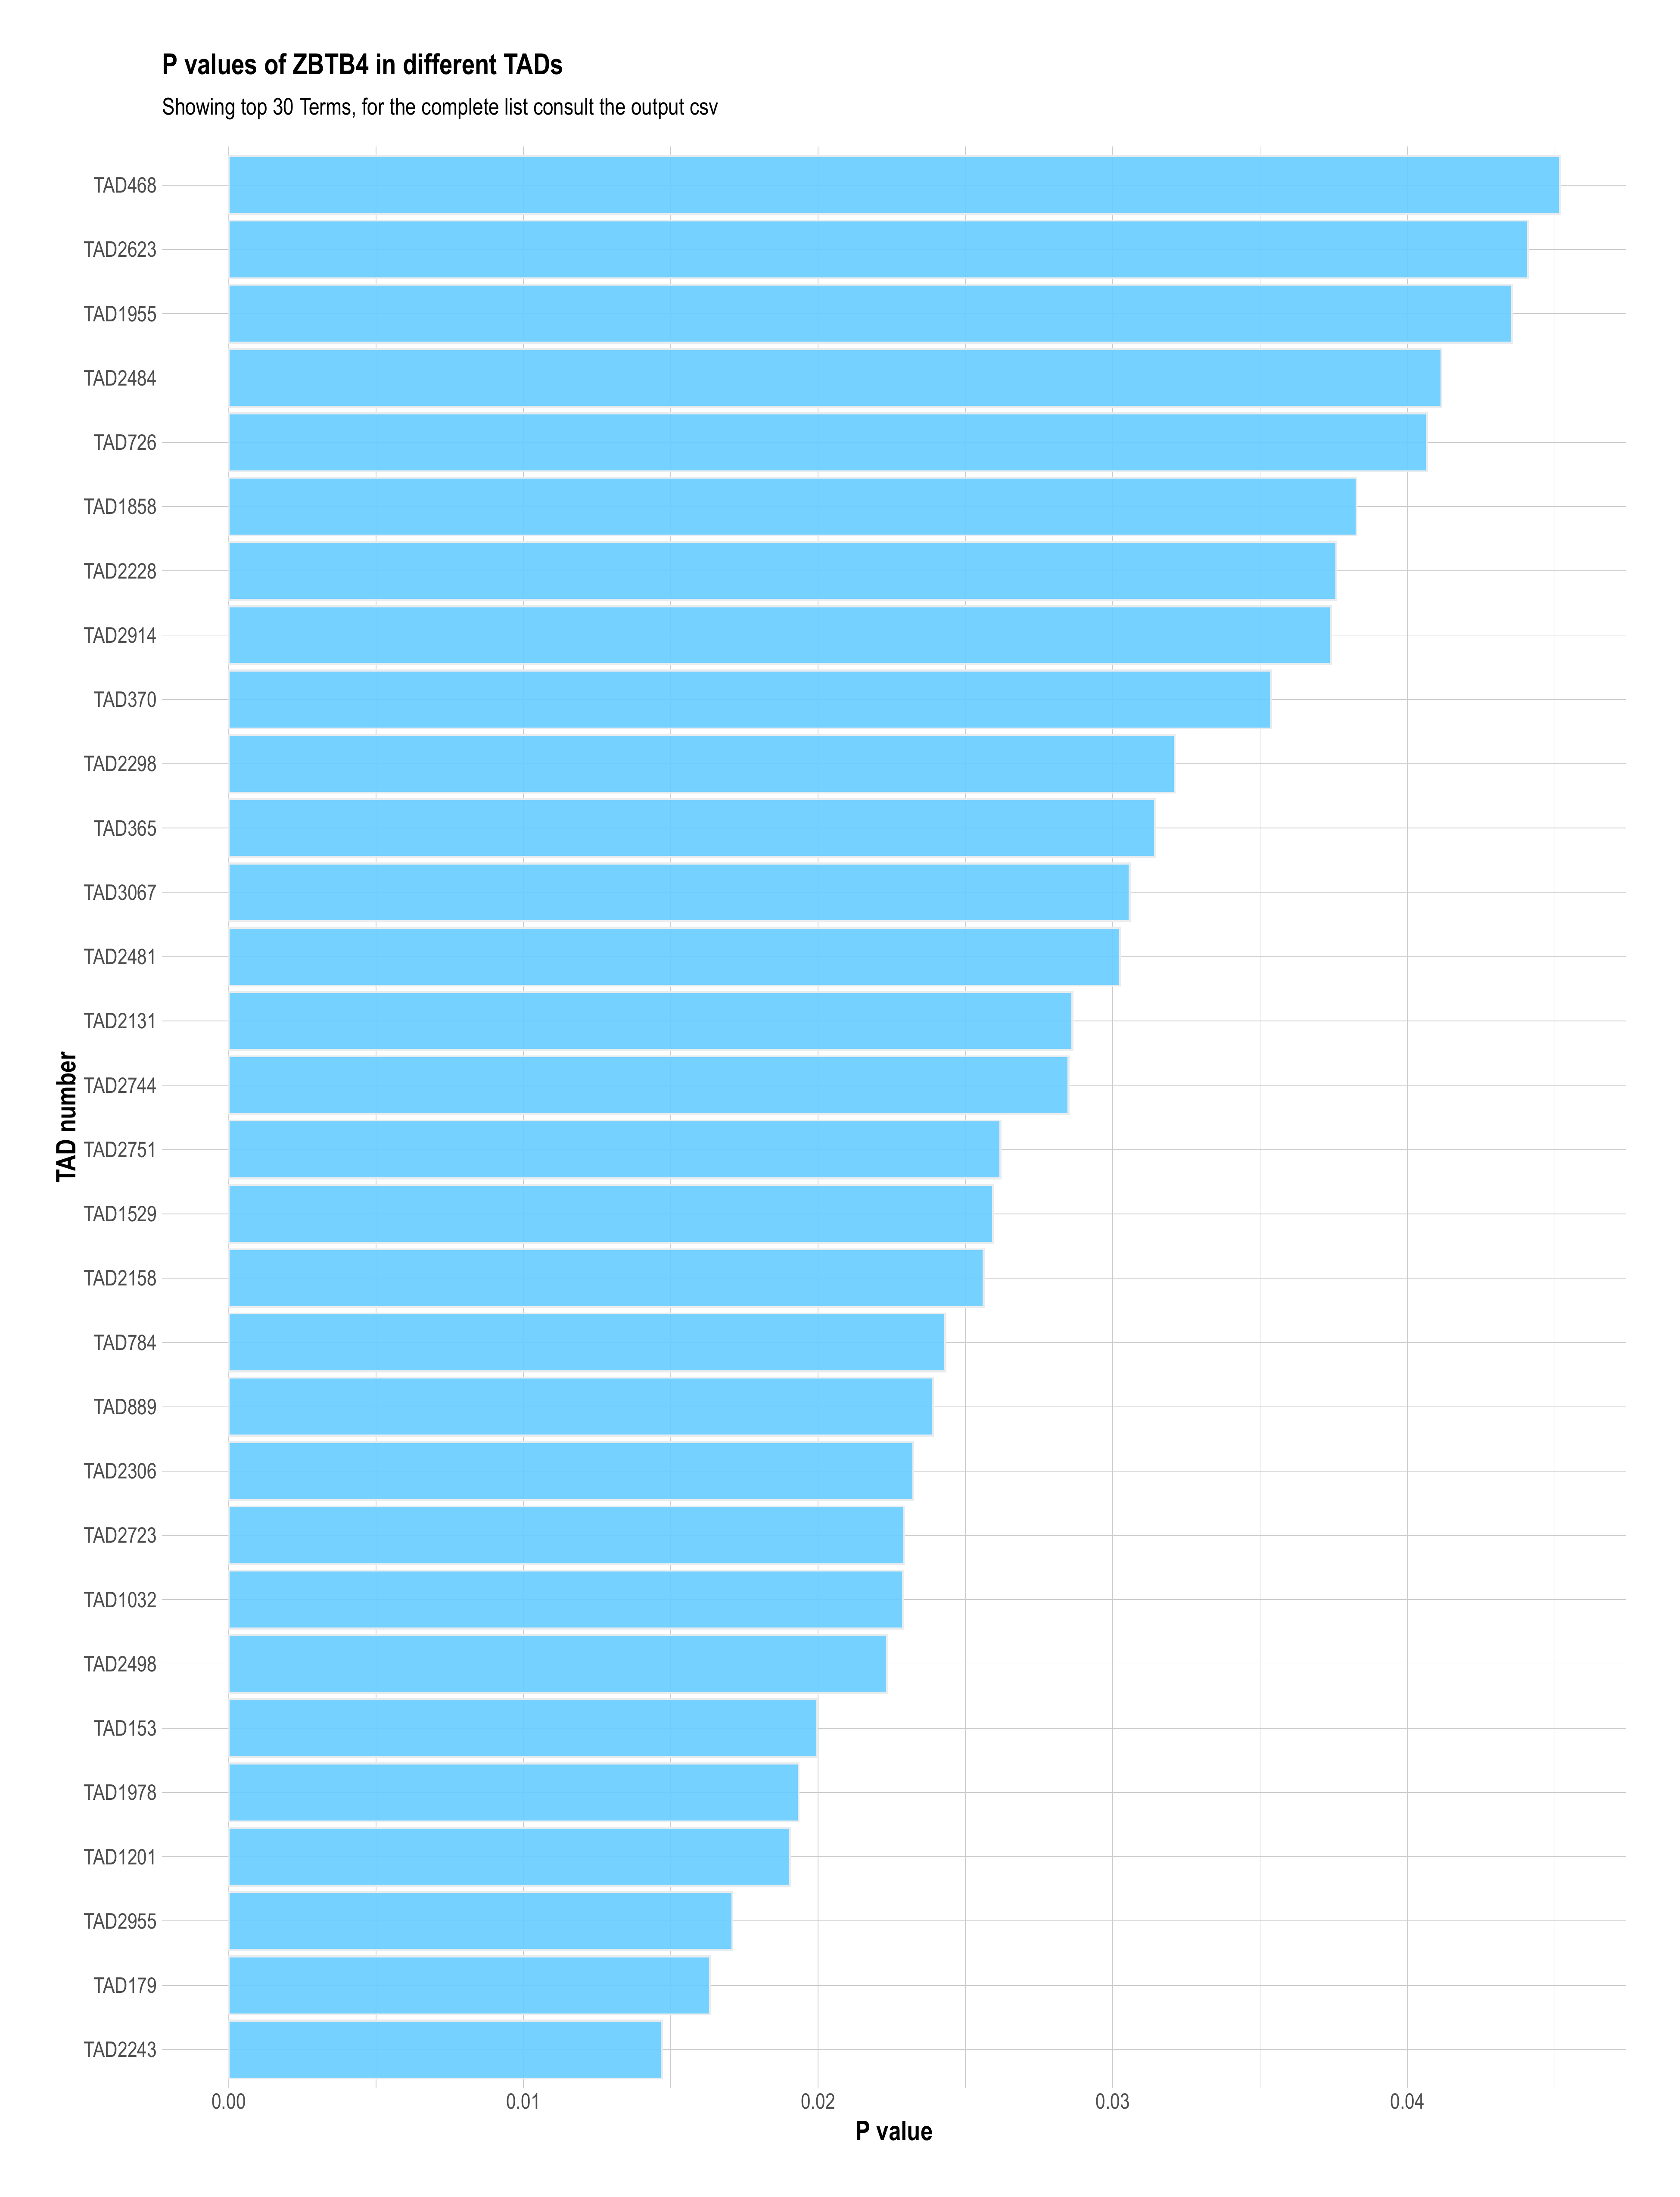 P values of ZBTB4 in different TADs
Showing top 30 Terms, for the complete list consult the output csv
TAD468
TAD2623
TAD1955
TAD2484
TAD726
TAD1858
TAD2228
TAD2914
TAD370
TAD2298
TAD365
TAD3067
TAD2481
TAD2131
TAD2744
TAD2751
TAD1529
TAD2158
TAD784
TAD889
TAD2306
TAD2723
TAD1032
TAD2498
TAD153
TAD1978
TAD1201
TAD2955
TAD179
TAD2243
TAD number
0.00 0.01 0.02 0.03 0.04
P value